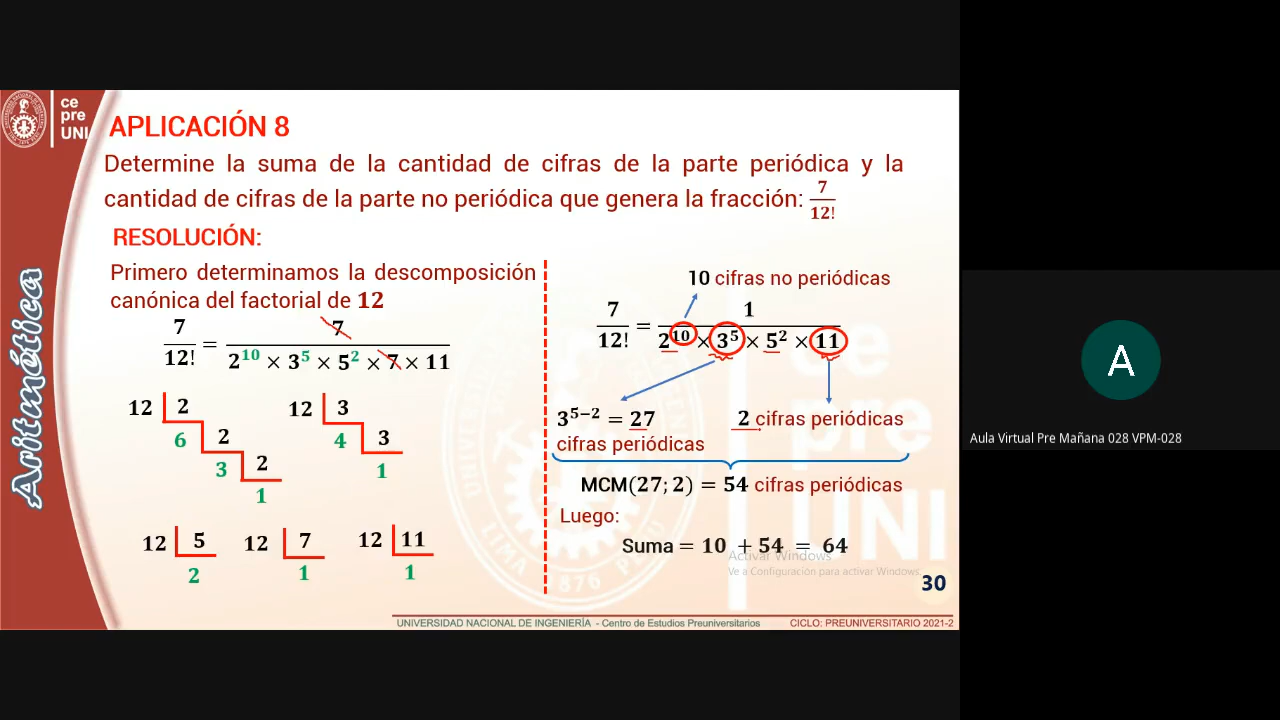 ce
pre
UNI
Aritmética
APLICACIÓN 8
Determine la suma de la cantidad de cifras de la parte periódica y la
cantidad de cifras de la parte no periódica que genera la fracción: 7/12!
RESOLUCIÓN:
Primero determinamos la descomposición
canónica del factorial de 12
7/12! = 7/(2^10 × 3^5 × 5^2 × 7 × 11)
12 2
6 2
3 2
1
12 3
4 3
1
12 5
2
12 7
1
12 11
1
10 cifras no periódicas
7/12! = 1/(2^10 × 3^5 × 5^2 × 11)
3^(5−2) = 27
cifras periódicas
2 cifras periódicas
MCM(27; 2) = 54 cifras periódicas
Luego:
Suma = 10 + 54 = 64
Activar Windows
Ve a Configuración para activar Windows.
30
UNIVERSIDAD NACIONAL DE INGENIERÍA - Centro de Estudios Preuniversitarios
CICLO: PREUNIVERSITARIO 2021-2
A
Aula Virtual Pre Mañana 028 VPM-028